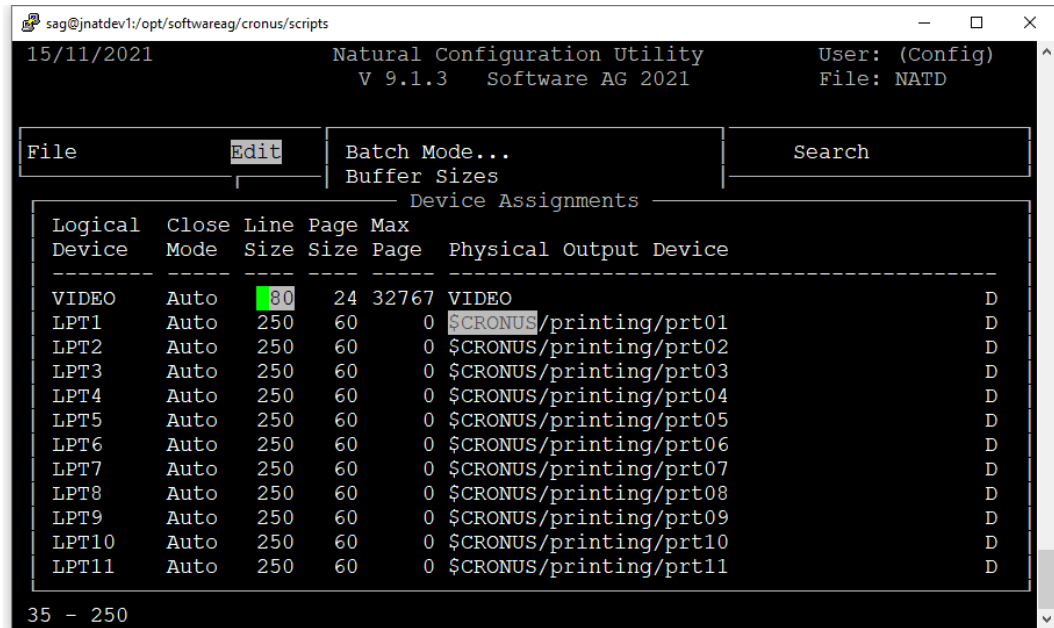 sag@jnatdev1:/opt/softwareag/cronus/scripts
15/11/2021 Natural Configuration Utility User: (Config)
V 9.1.3 Software AG 2021 File: NATD
File Edit Batch Mode... Search
Buffer Sizes
Device Assignments
Logical Close Line Page Max
Device Mode Size Size Page Physical Output Device
-------- ----- ---- ---- ----- -------------------------------------------
VIDEO Auto 80 24 32767 VIDEO D
LPT1 Auto 250 60 0 $CRONUS/printing/prt01 D
LPT2 Auto 250 60 0 $CRONUS/printing/prt02 D
LPT3 Auto 250 60 0 $CRONUS/printing/prt03 D
LPT4 Auto 250 60 0 $CRONUS/printing/prt04 D
LPT5 Auto 250 60 0 $CRONUS/printing/prt05 D
LPT6 Auto 250 60 0 $CRONUS/printing/prt06 D
LPT7 Auto 250 60 0 $CRONUS/printing/prt07 D
LPT8 Auto 250 60 0 $CRONUS/printing/prt08 D
LPT9 Auto 250 60 0 $CRONUS/printing/prt09 D
LPT10 Auto 250 60 0 $CRONUS/printing/prt10 D
LPT11 Auto 250 60 0 $CRONUS/printing/prt11 D
35 - 250